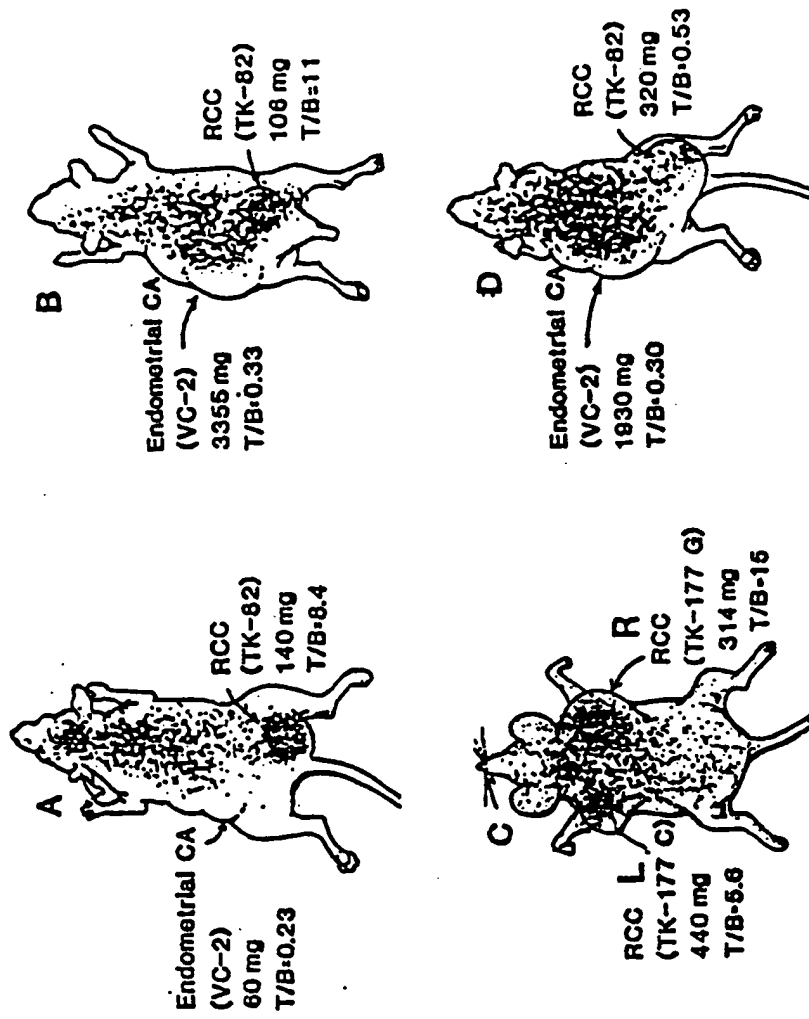 A
Endometrial CA
(VC-2)
60 mg
T/B=0.23
RCC
(TK-82)
140 mg
T/B=8.4
B
Endometrial CA
(VC-2)
3355 mg
T/B=0.33
RCC
(TK-82)
106 mg
T/B=11
C
RCC L
(TK-177 C)
440 mg
T/B=5.6
R
RCC
(TK-177 G)
314 mg
T/B=15
D
Endometrial CA
(VC-2)
1930 mg
T/B=0.30
RCC
(TK-82)
320 mg
T/B=0.53